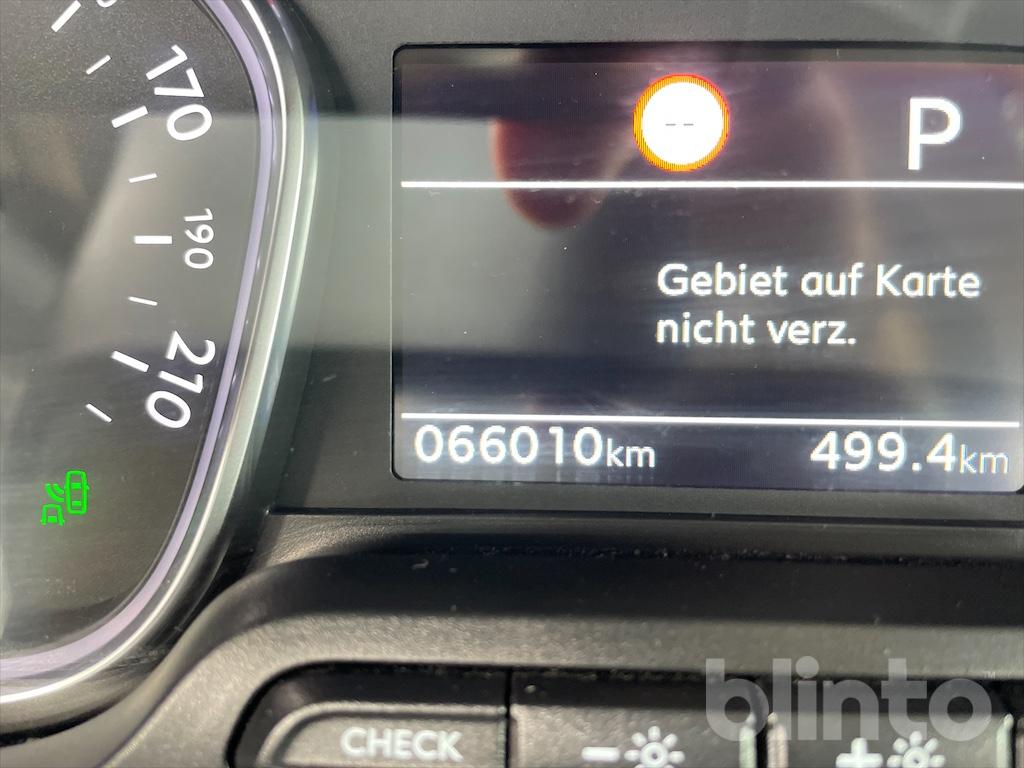 170
190
210
-- P
Gebiet auf Karte
nicht verz.
066010km 499.4km
CHECK - +
blinto